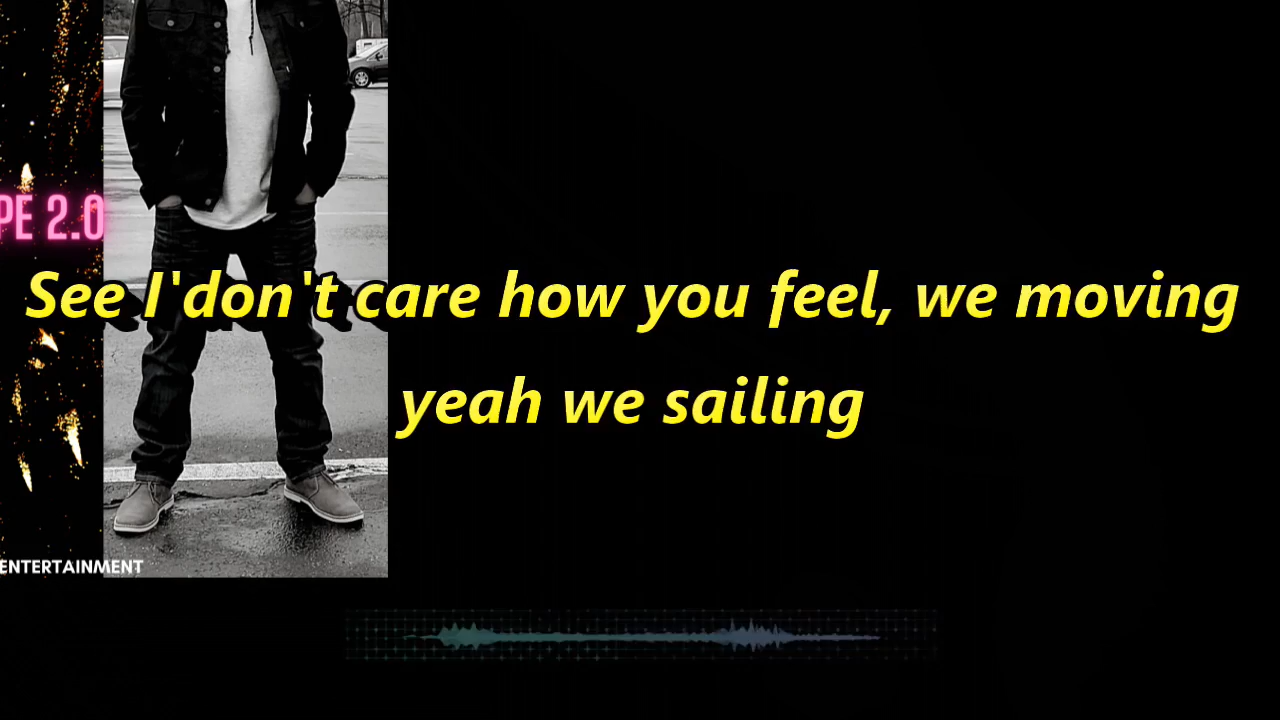 PE 2.0
See I'don't care how you feel, we moving
yeah we sailing
ENTERTAINMENT